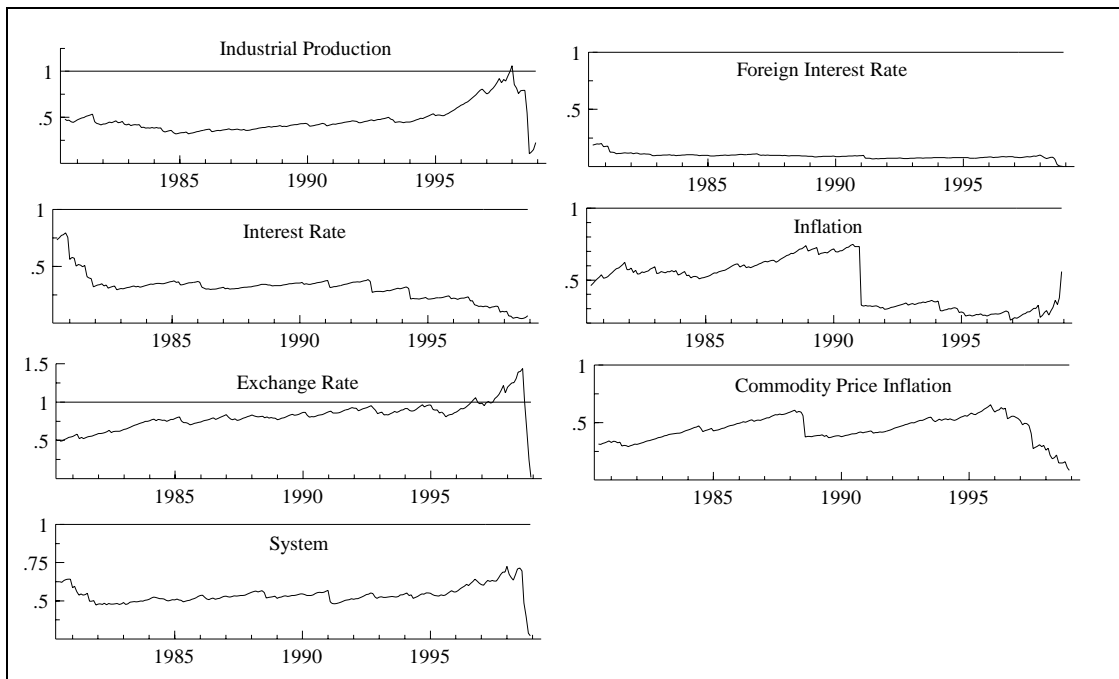 Industrial Production
1
.5
1985 1990 1995
Foreign Interest Rate
1
.5
1985 1990 1995
Interest Rate
1
.5
1985 1990 1995
Inflation
1
.5
1985 1990 1995
Exchange Rate
1.5
1
.5
1985 1990 1995
Commodity Price Inflation
1
.5
1985 1990 1995
System
1
.75
.5
1985 1990 1995